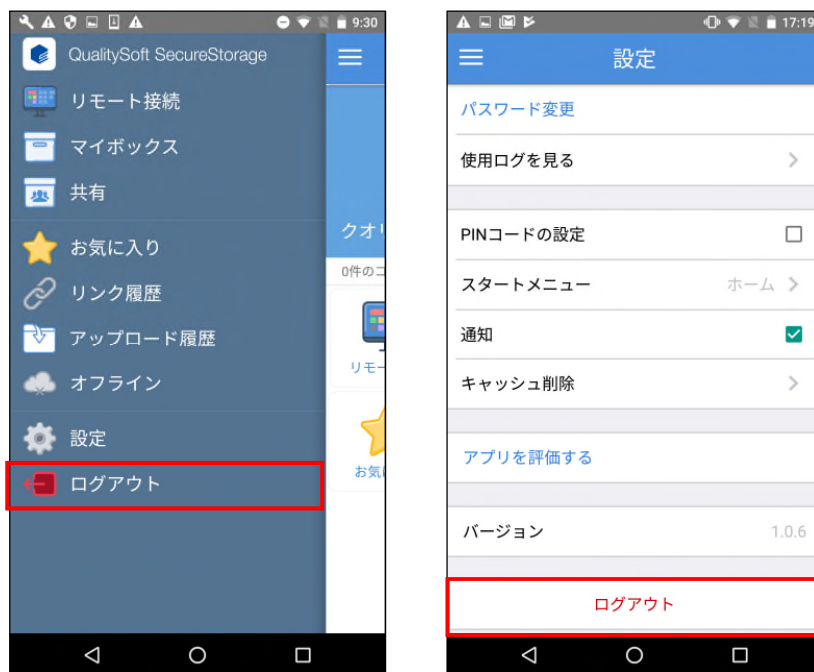 9:30
QualitySoft SecureStorage
リモート接続
マイボックス
共有
お気に入り
リンク履歴
アップロード履歴
オフライン
設定
ログアウト
クオリ
0件のコ
リモー
お気に
17:19
設定
パスワード変更
使用ログを見る
PINコードの設定
スタートメニュー ホーム
通知
キャッシュ削除
アプリを評価する
バージョン 1.0.6
ログアウト